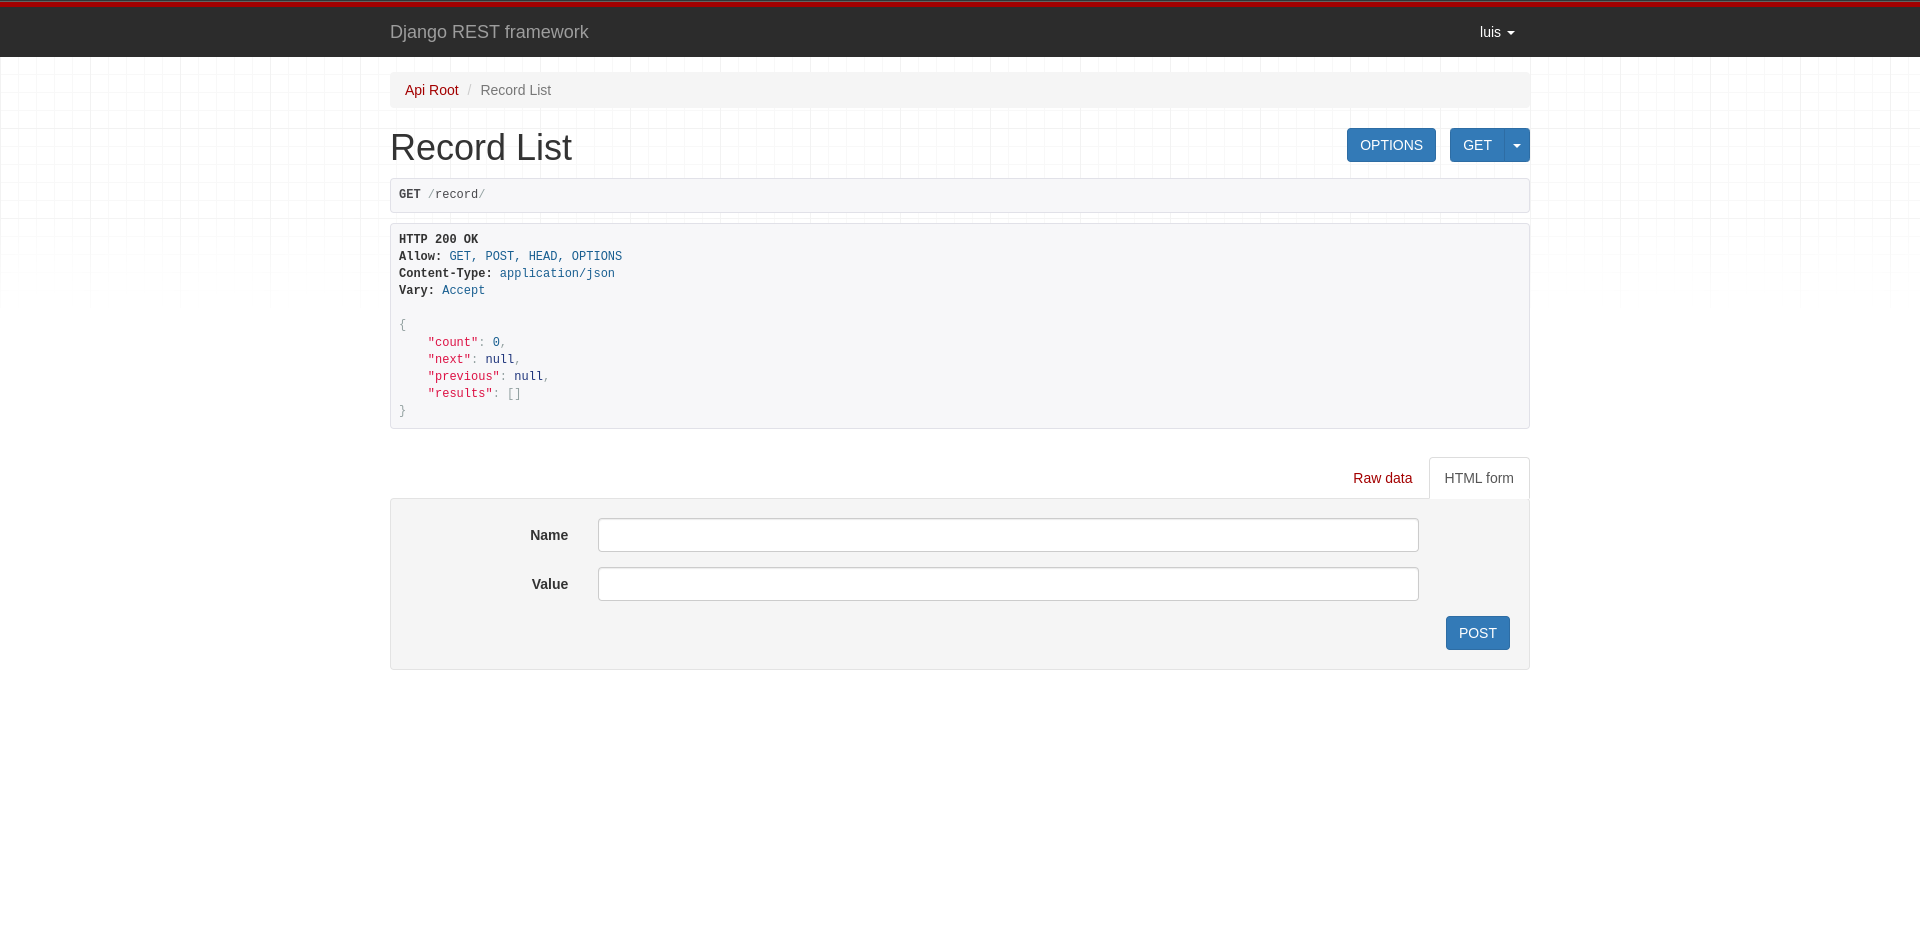 Django REST framework
luis
Api Root / Record List
Record List
OPTIONS
GET
GET /record/
HTTP 200 OK
Allow: GET, POST, HEAD, OPTIONS
Content-Type: application/json
Vary: Accept
{
    "count": 0,
    "next": null,
    "previous": null,
    "results": []
}
Raw data
HTML form
Name
Value
POST